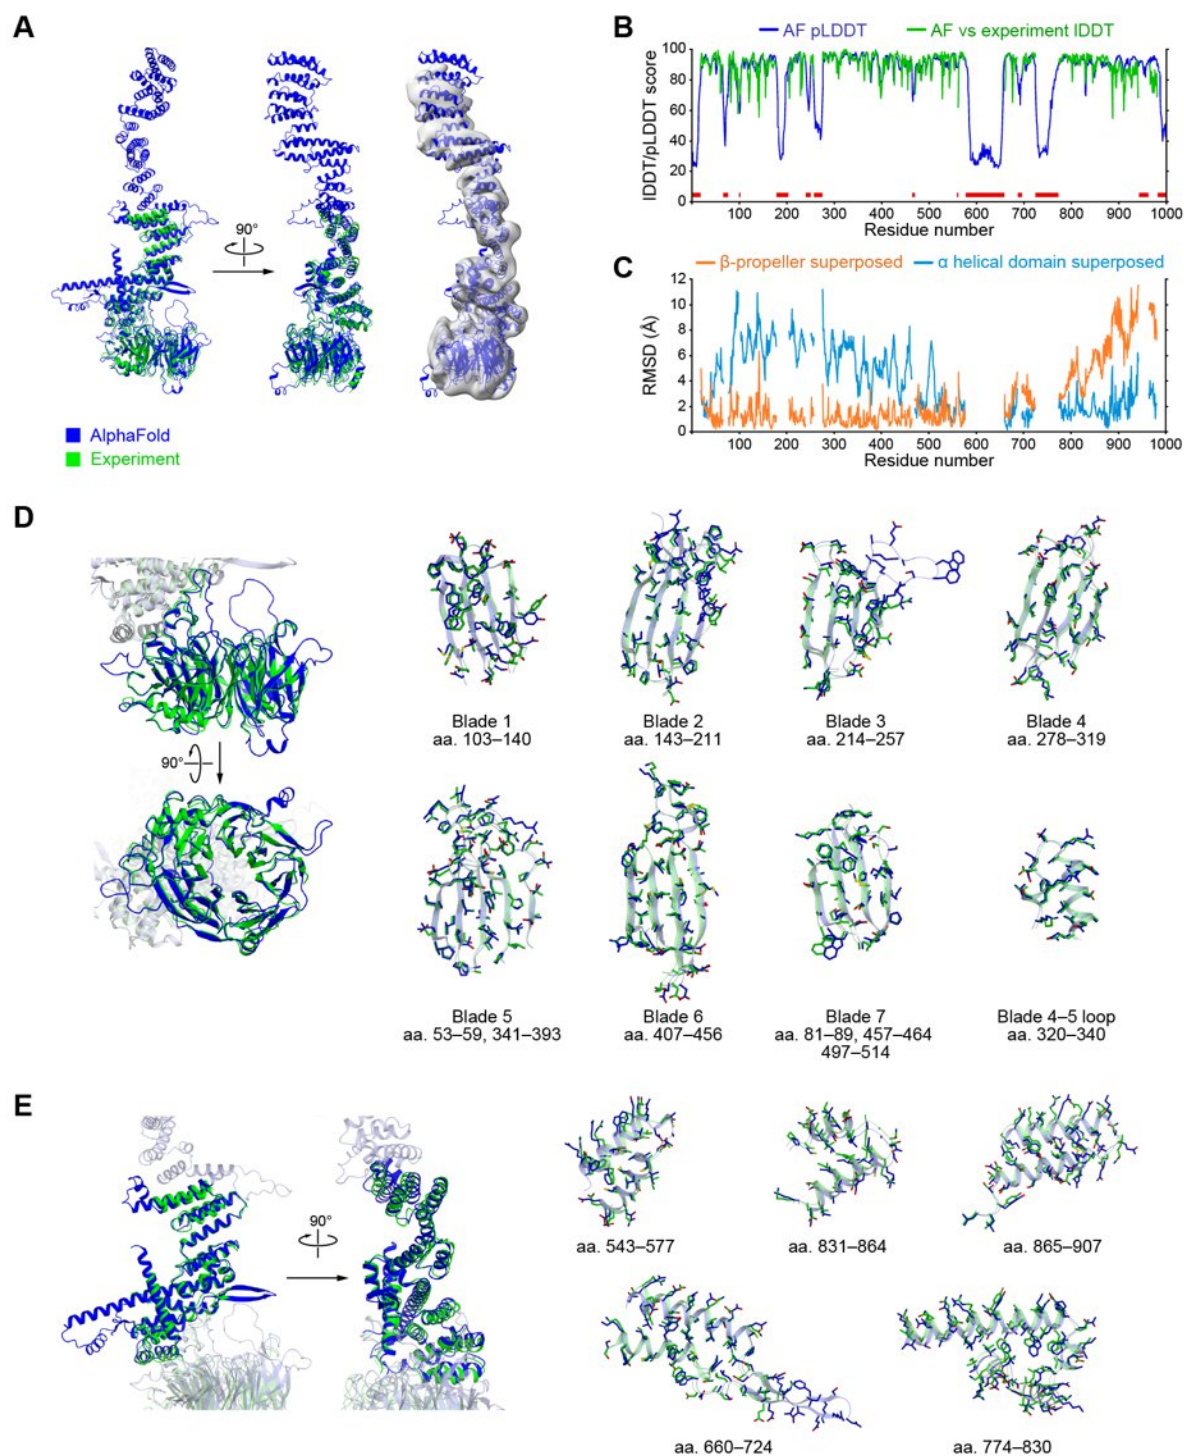 A
90°
AlphaFold
Experiment
B
AF pLDDT
AF vs experiment lDDT
lDDT/pLDDT score
100
80
60
40
20
0
100 200 300 400 500 600 700 800 900 1000
Residue number
C
β-propeller superposed
α helical domain superposed
RMSD (Å)
12
10
8
6
4
2
0
100 200 300 400 500 600 700 800 900 1000
Residue number
D
90°
Blade 1
aa. 103–140
Blade 2
aa. 143–211
Blade 3
aa. 214–257
Blade 4
aa. 278–319
Blade 5
aa. 53–59, 341–393
Blade 6
aa. 407–456
Blade 7
aa. 81–89, 457–464
497–514
Blade 4–5 loop
aa. 320–340
E
90°
aa. 543–577
aa. 831–864
aa. 865–907
aa. 660–724
aa. 774–830